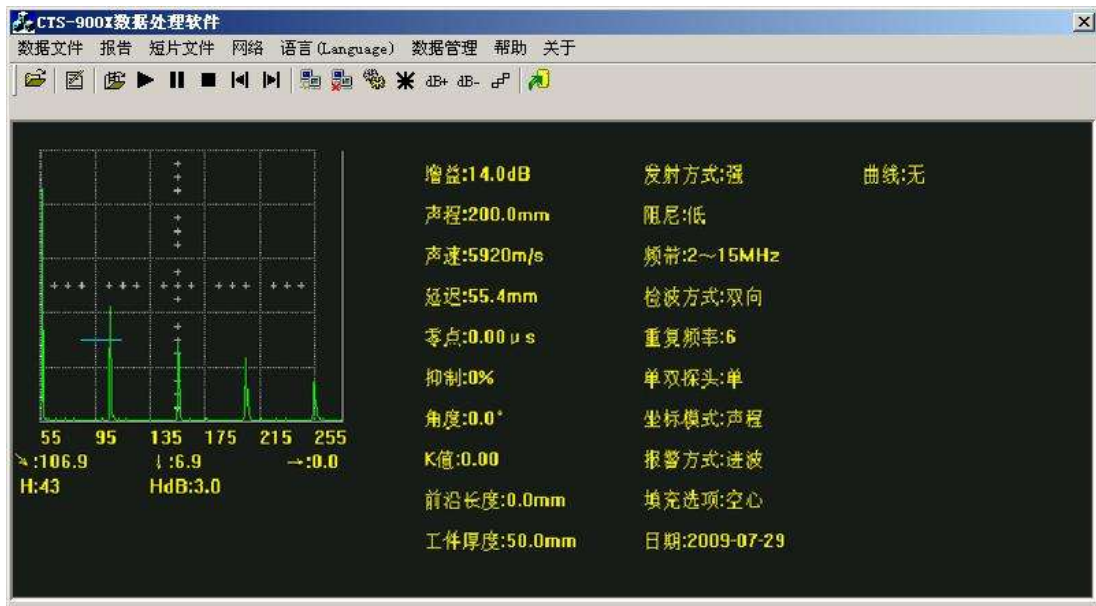 CTS-900X数据处理软件
数据文件 报告 短片文件 网络 语言(Language) 数据管理 帮助 关于
dB+ dB-
增益:14.0dB 发射方式:强 曲线:无
声程:200.0mm 阻尼:低
声速:5920m/s 频带:2~15MHz
延迟:55.4mm 检波方式:双向
零点:0.00μs 重复频率:6
抑制:0% 单双探头:单
角度:0.0° 坐标模式:声程
K值:0.00 报警方式:进波
前沿长度:0.0mm 填充选项:空心
工件厚度:50.0mm 日期:2009-07-29
55 95 135 175 215 255
↘:106.9 ↓:6.9 →:0.0
H:43 HdB:3.0